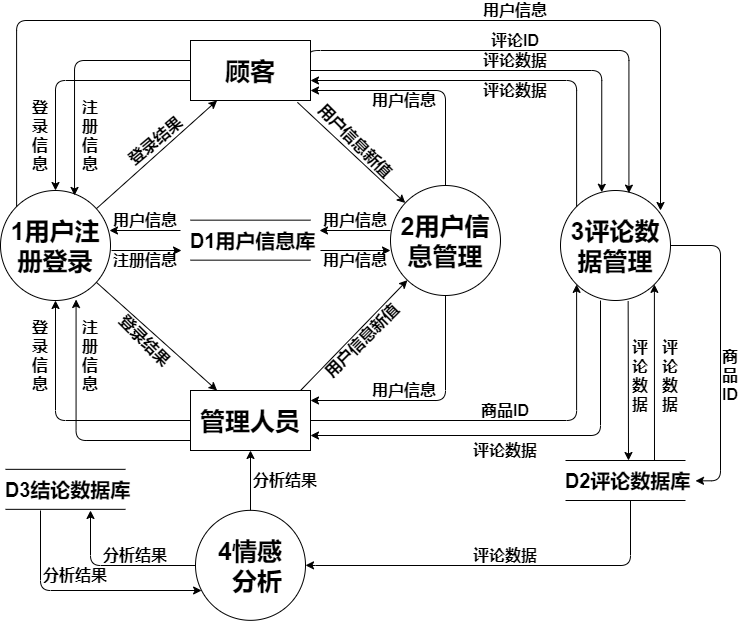 用户信息
评论ID
评论数据
评论数据
顾客
用户信息
登录信息
注册信息
登录结果
用户信息新值
1用户注
册登录
用户信息
注册信息
D1用户信息库
用户信息
用户信息
2用户信
息管理
3评论数
据管理
登录信息
注册信息
登录结果
用户信息新值
用户信息
评论数据
评论数据
商品ID
管理人员
商品ID
评论数据
分析结果
D3结论数据库
D2评论数据库
4情感
分析
分析结果
分析结果
评论数据